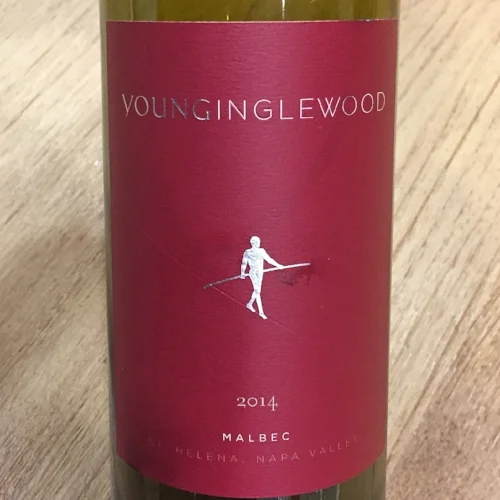 YOUNGINGLEWOOD
2014
MALBEC
ST. HELENA, NAPA VALLEY